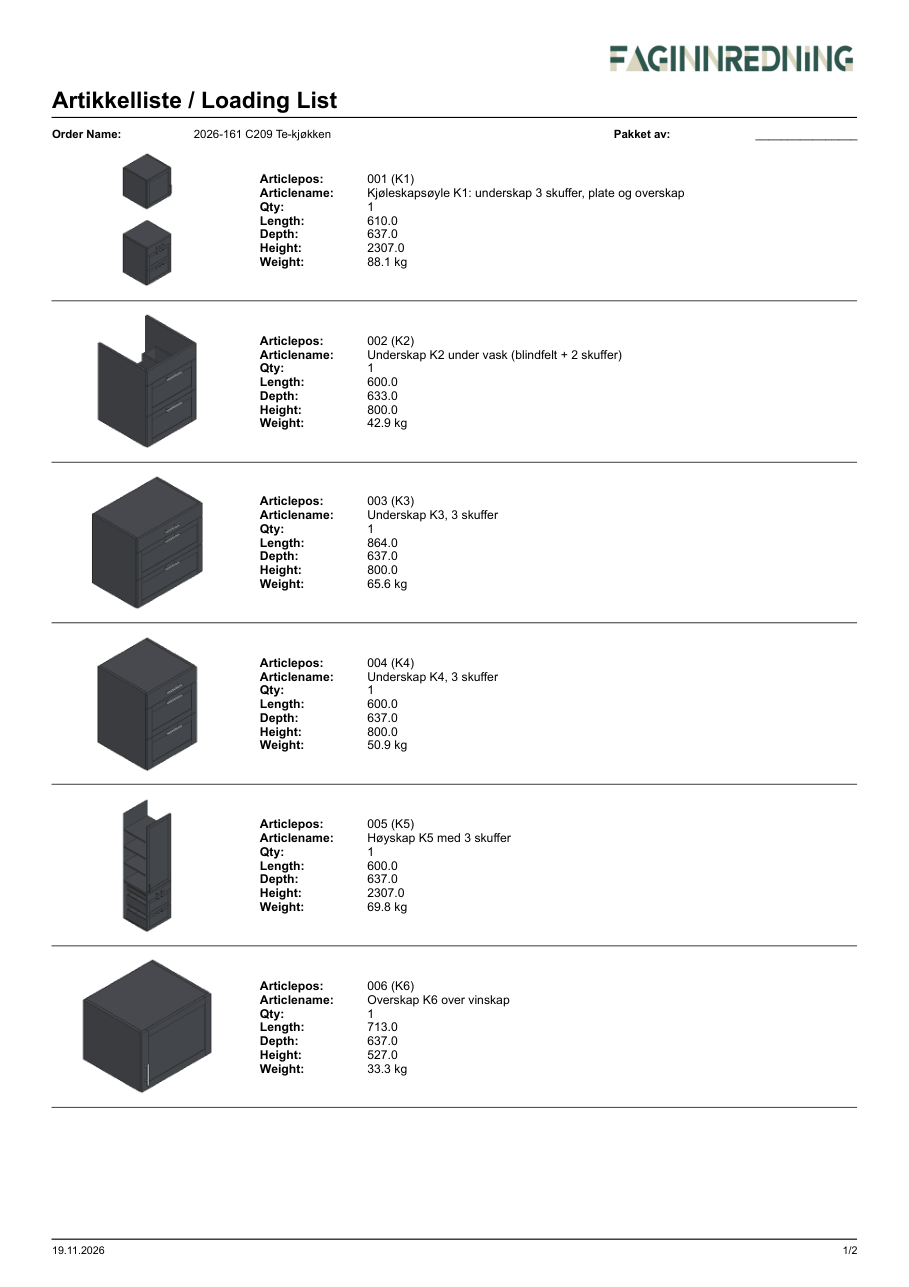 FAGINNREDNING
Artikkelliste / Loading List
Order Name: 2026-161 C209 Te-kjøkken Pakket av: ________________
Articlepos: 001 (K1)
Articlename: Kjøleskapsøyle K1: underskap 3 skuffer, plate og overskap
Qty: 1
Length: 610.0
Depth: 637.0
Height: 2307.0
Weight: 88.1 kg
Articlepos: 002 (K2)
Articlename: Underskap K2 under vask (blindfelt + 2 skuffer)
Qty: 1
Length: 600.0
Depth: 633.0
Height: 800.0
Weight: 42.9 kg
Articlepos: 003 (K3)
Articlename: Underskap K3, 3 skuffer
Qty: 1
Length: 864.0
Depth: 637.0
Height: 800.0
Weight: 65.6 kg
Articlepos: 004 (K4)
Articlename: Underskap K4, 3 skuffer
Qty: 1
Length: 600.0
Depth: 637.0
Height: 800.0
Weight: 50.9 kg
Articlepos: 005 (K5)
Articlename: Høyskap K5 med 3 skuffer
Qty: 1
Length: 600.0
Depth: 637.0
Height: 2307.0
Weight: 69.8 kg
Articlepos: 006 (K6)
Articlename: Overskap K6 over vinskap
Qty: 1
Length: 713.0
Depth: 637.0
Height: 527.0
Weight: 33.3 kg
19.11.2026 1/2